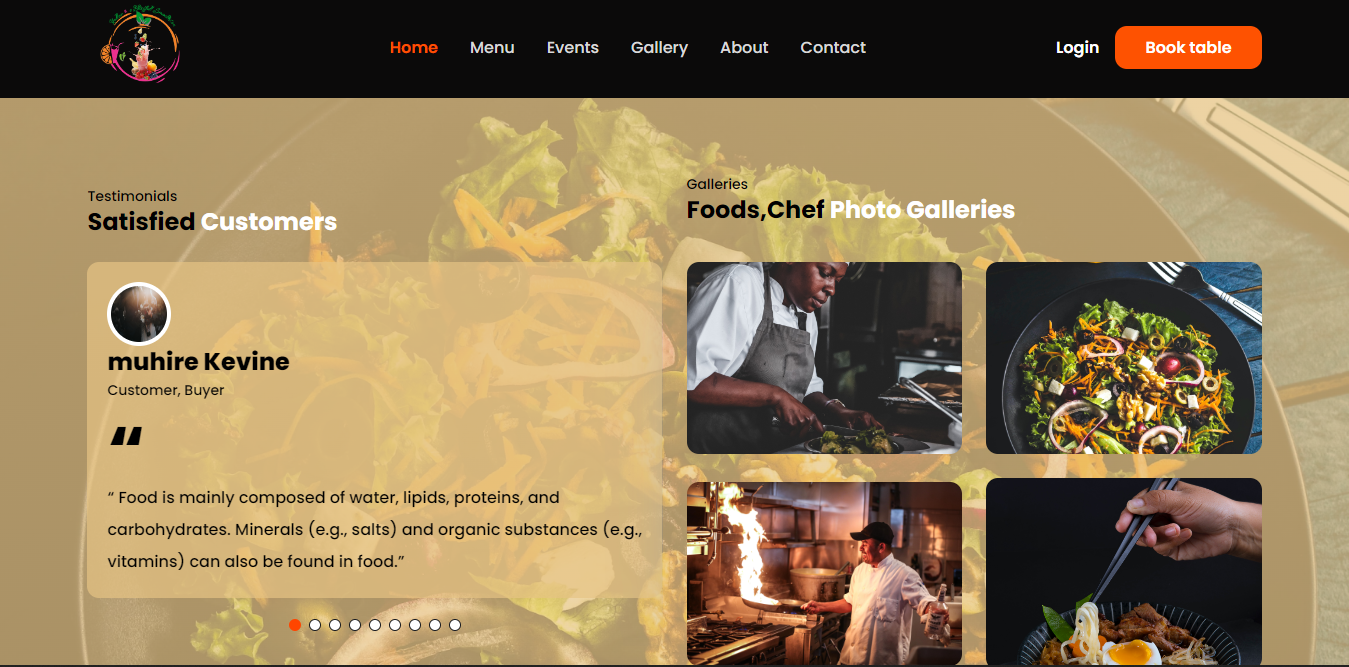 Home Menu Events Gallery About Contact Login Book table
Testimonials
Satisfied Customers
muhire Kevine
Customer, Buyer
“
“ Food is mainly composed of water, lipids, proteins, and
carbohydrates. Minerals (e.g., salts) and organic substances (e.g.,
vitamins) can also be found in food.”
Galleries
Foods,Chef Photo Galleries